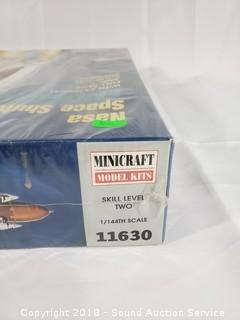 Nasa
Space Shu
MINICRAFT
MODEL KITS
SKILL LEVEL
TWO
1/144TH SCALE
11630
Copyright 2018 - Sound Auction Service